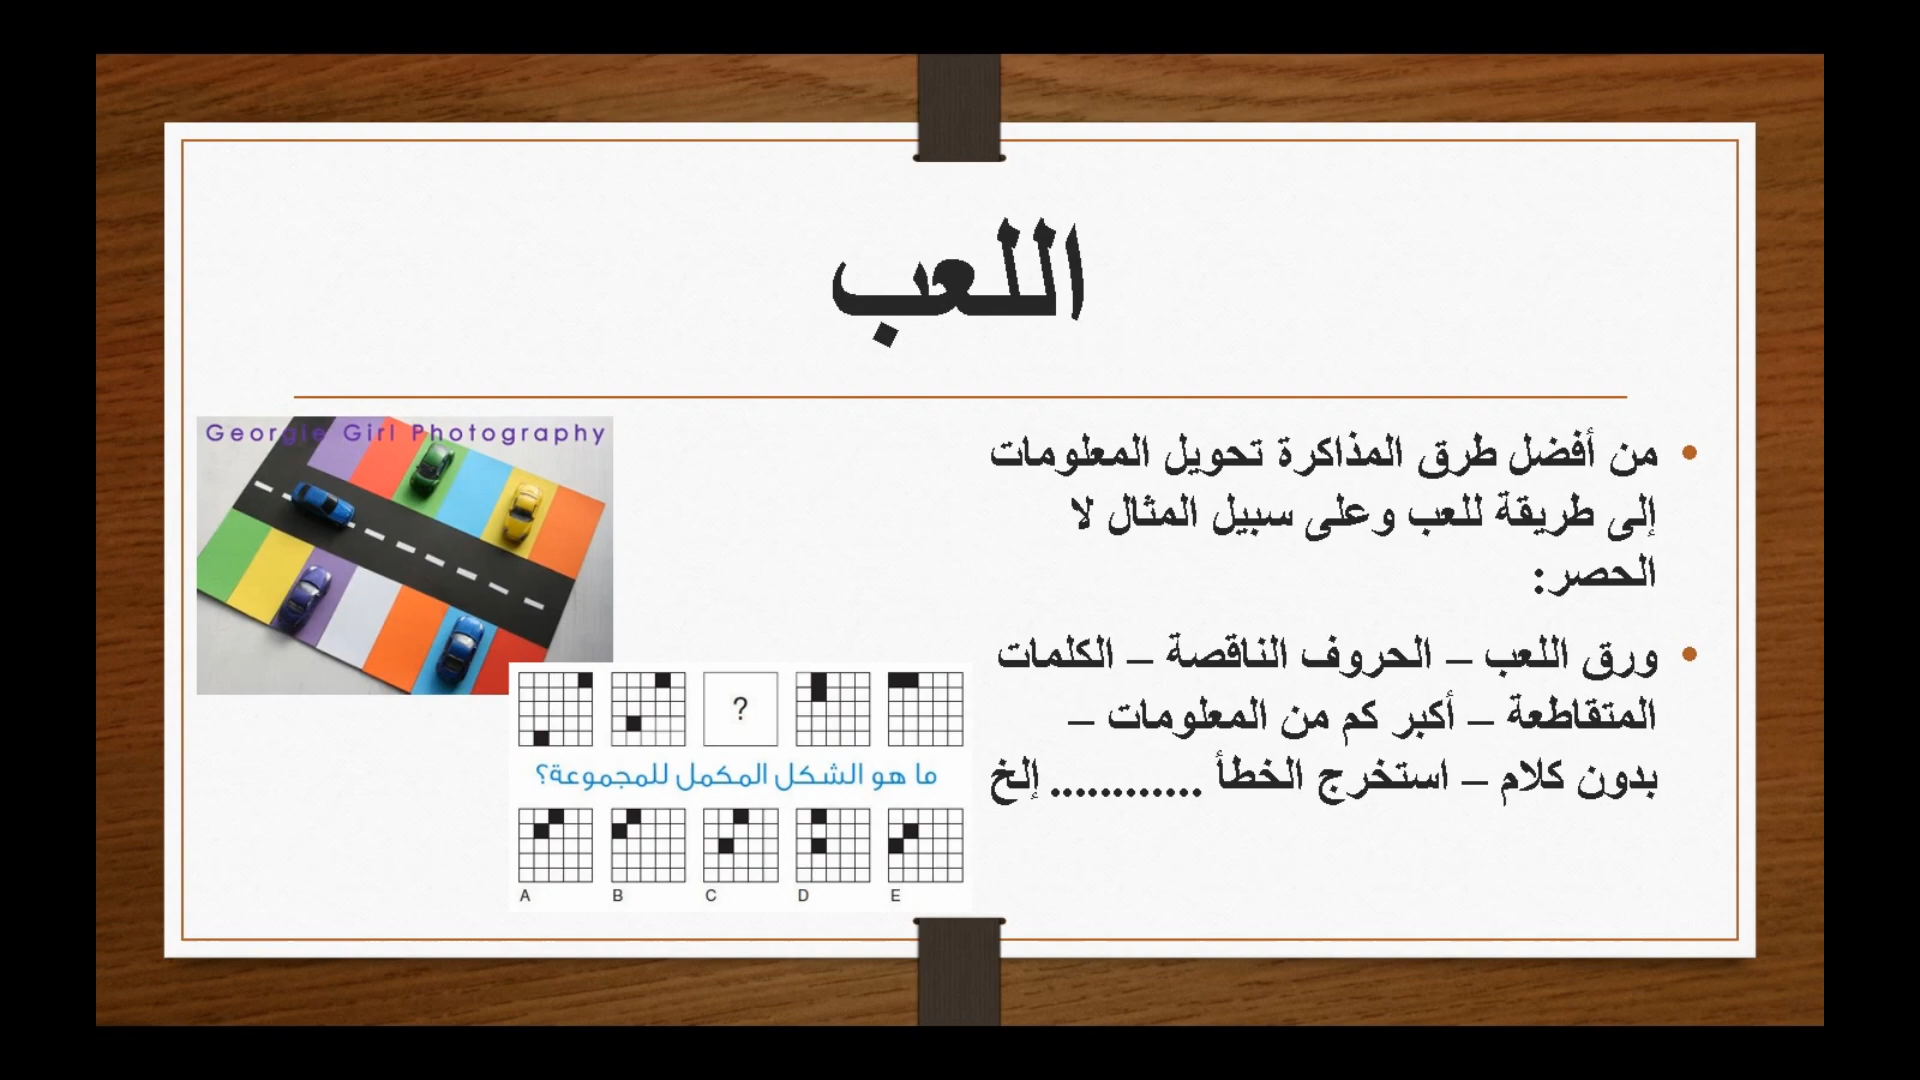 اللعب
من أفضل طرق المذاكرة تحويل المعلومات
إلى طريقة للعب وعلى سبيل المثال لا
الحصر:
ورق اللعب – الحروف الناقصة – الكلمات
المتقاطعة – أكبر كم من المعلومات –
بدون كلام – استخرج الخطأ ............ إلخ
Georgie Girl Photography
?
ما هو الشكل المكمل للمجموعة؟
A B C D E